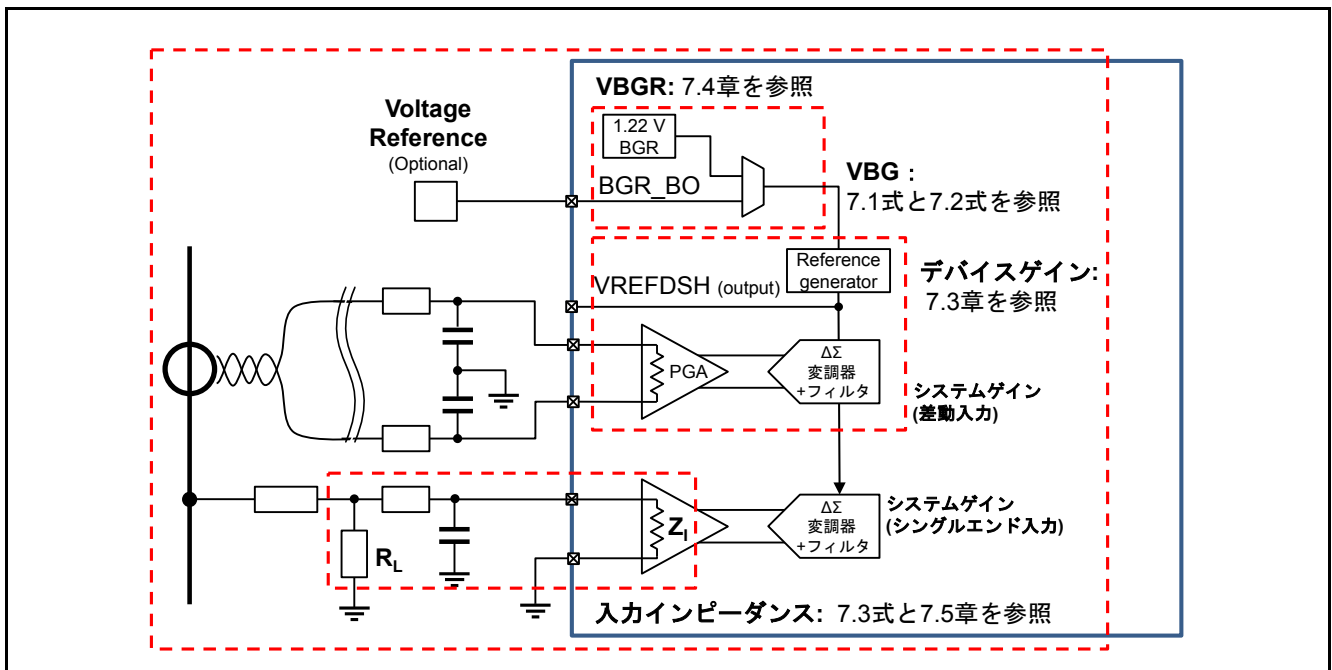 VBGR: 7.4章を参照
Voltage
Reference
(Optional)
1.22 V
BGR
BGR_BO
VBG :
7.1式と7.2式を参照
Reference
generator
デバイスゲイン:
7.3章を参照
VREFDSH (output)
PGA
ΔΣ
変調器
+フィルタ
システムゲイン
(差動入力)
ZI
ΔΣ
変調器
+フィルタ
システムゲイン
(シングルエンド入力)
RL
入力インピーダンス: 7.3式と7.5章を参照